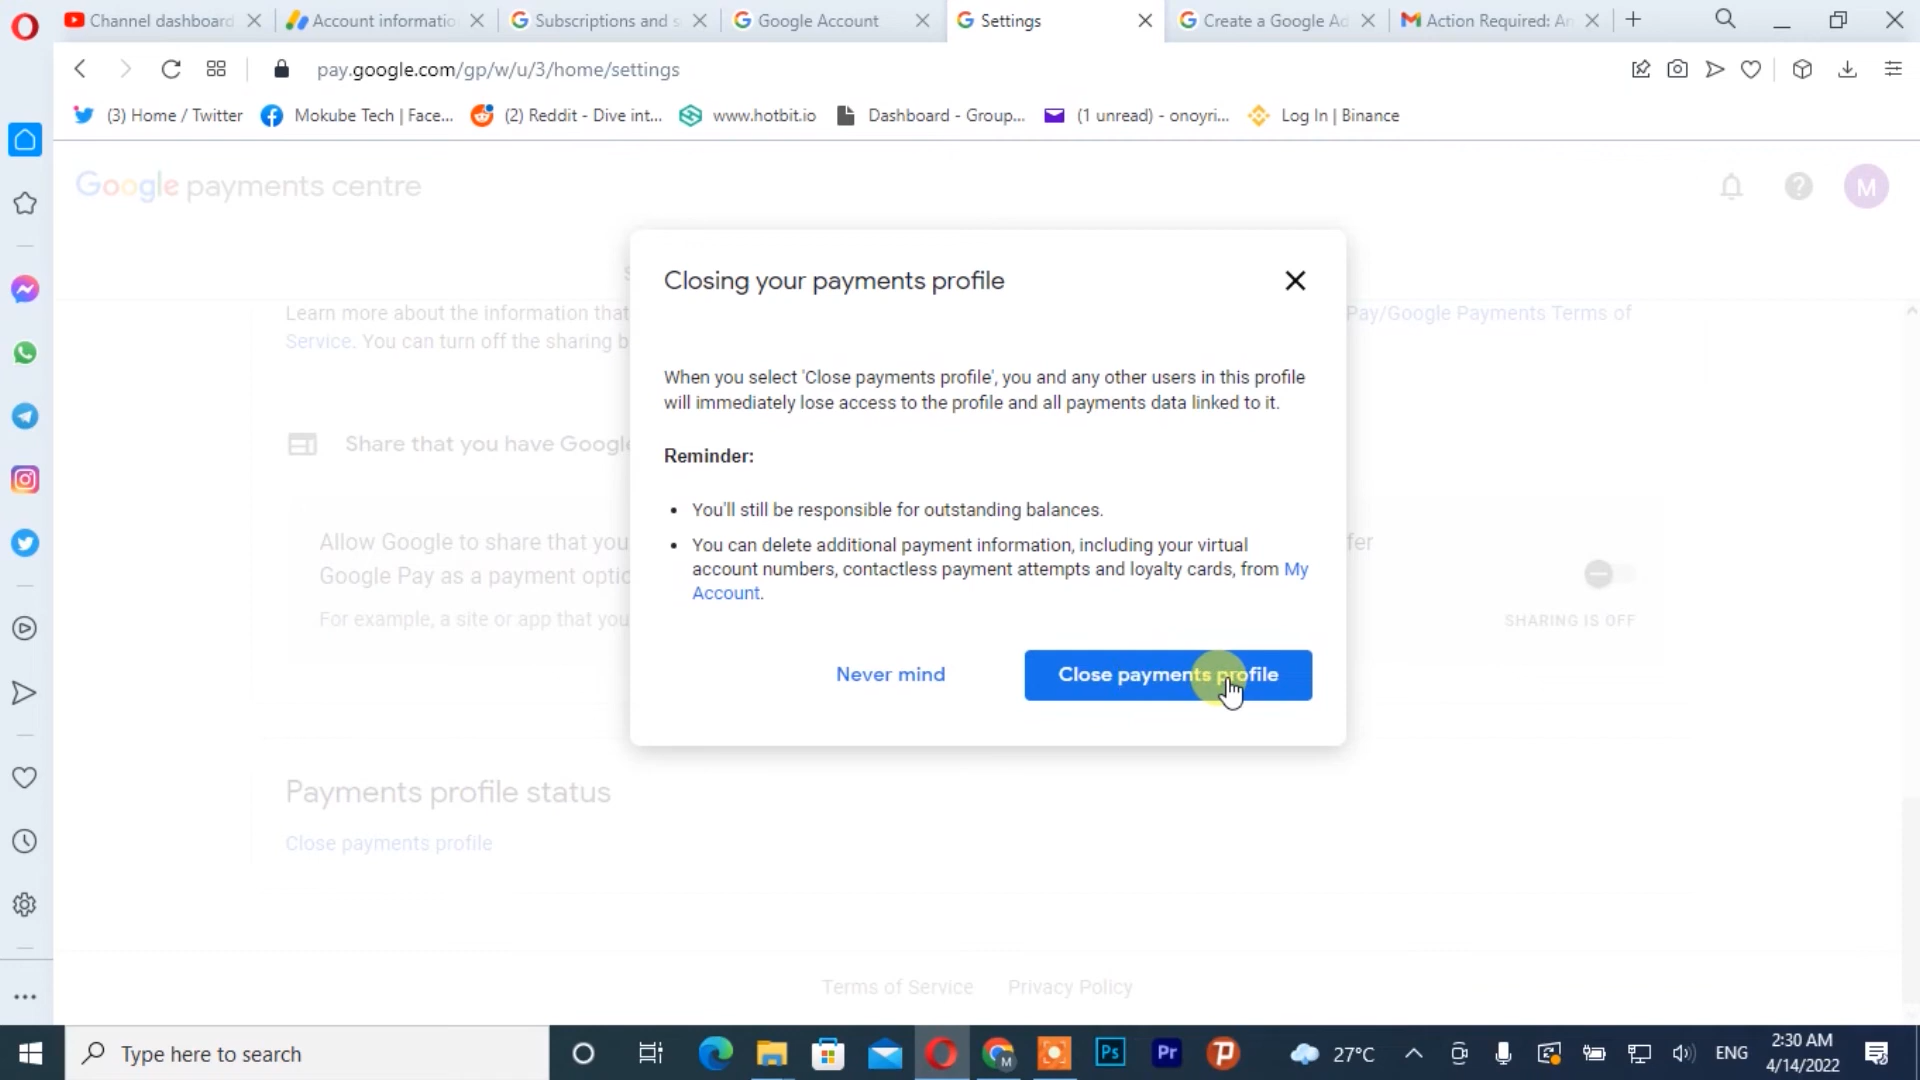 Channel dashboard
Account informatio
Subscriptions and s
Google Account
Settings
Create a Google Ad
Action Required: An
pay.google.com/gp/w/u/3/home/settings
(3) Home / Twitter
Mokube Tech | Face...
(2) Reddit - Dive int...
www.hotbit.io
Dashboard - Group...
(1 unread) - onoyri...
Log In | Binance
Google payments centre
M
Closing your payments profile
Learn more about the information that
Pay/Google Payments Terms of
Service. You can turn off the sharing b
When you select 'Close payments profile', you and any other users in this profile
will immediately lose access to the profile and all payments data linked to it.
Share that you have Google
Reminder:
You'll still be responsible for outstanding balances.
Allow Google to share that you
fer
You can delete additional payment information, including your virtual
account numbers, contactless payment attempts and loyalty cards, from My
Account.
Google Pay as a payment optio
For example, a site or app that you
SHARING IS OFF
Never mind
Close payments profile
Payments profile status
Close payments profile
Terms of Service
Privacy Policy
Type here to search
Ps
Pr
27°C
ENG
2:30 AM
4/14/2022